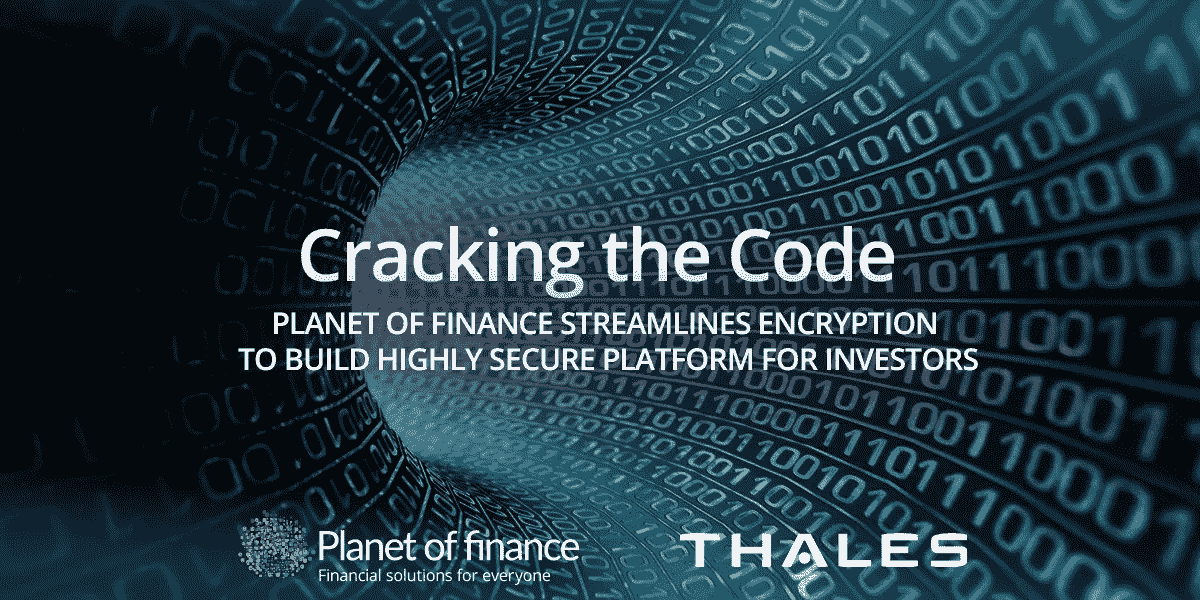 Cracking the Code
PLANET OF FINANCE STREAMLINES ENCRYPTION
TO BUILD HIGHLY SECURE PLATFORM FOR INVESTORS
Planet of finance
Financial solutions for everyone
THALES